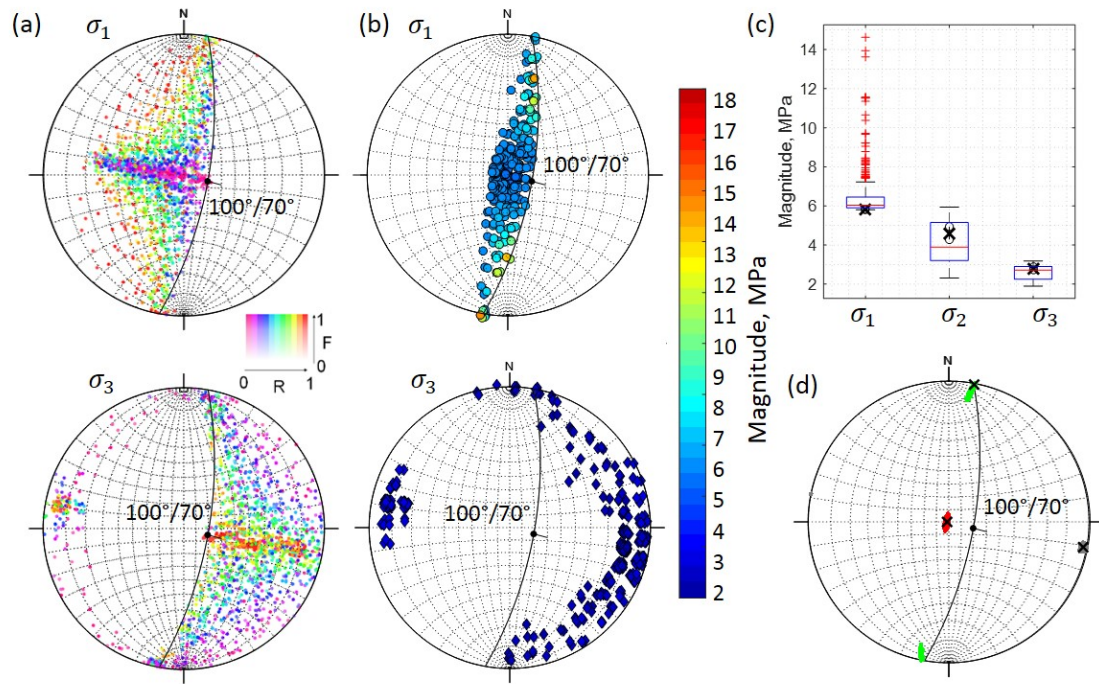 (a)
σ1
N
100°/70°
1
F
0
0 R 1
σ3
100°/70°
(b)
σ1
N
100°/70°
σ3
N
100°/70°
18
17
16
15
14
13
12
11
10
9
8
7
6
5
4
3
2
Magnitude, MPa
(c)
Magnitude, MPa
14
12
10
8
6
4
2
σ1 σ2 σ3
(d)
N
100°/70°